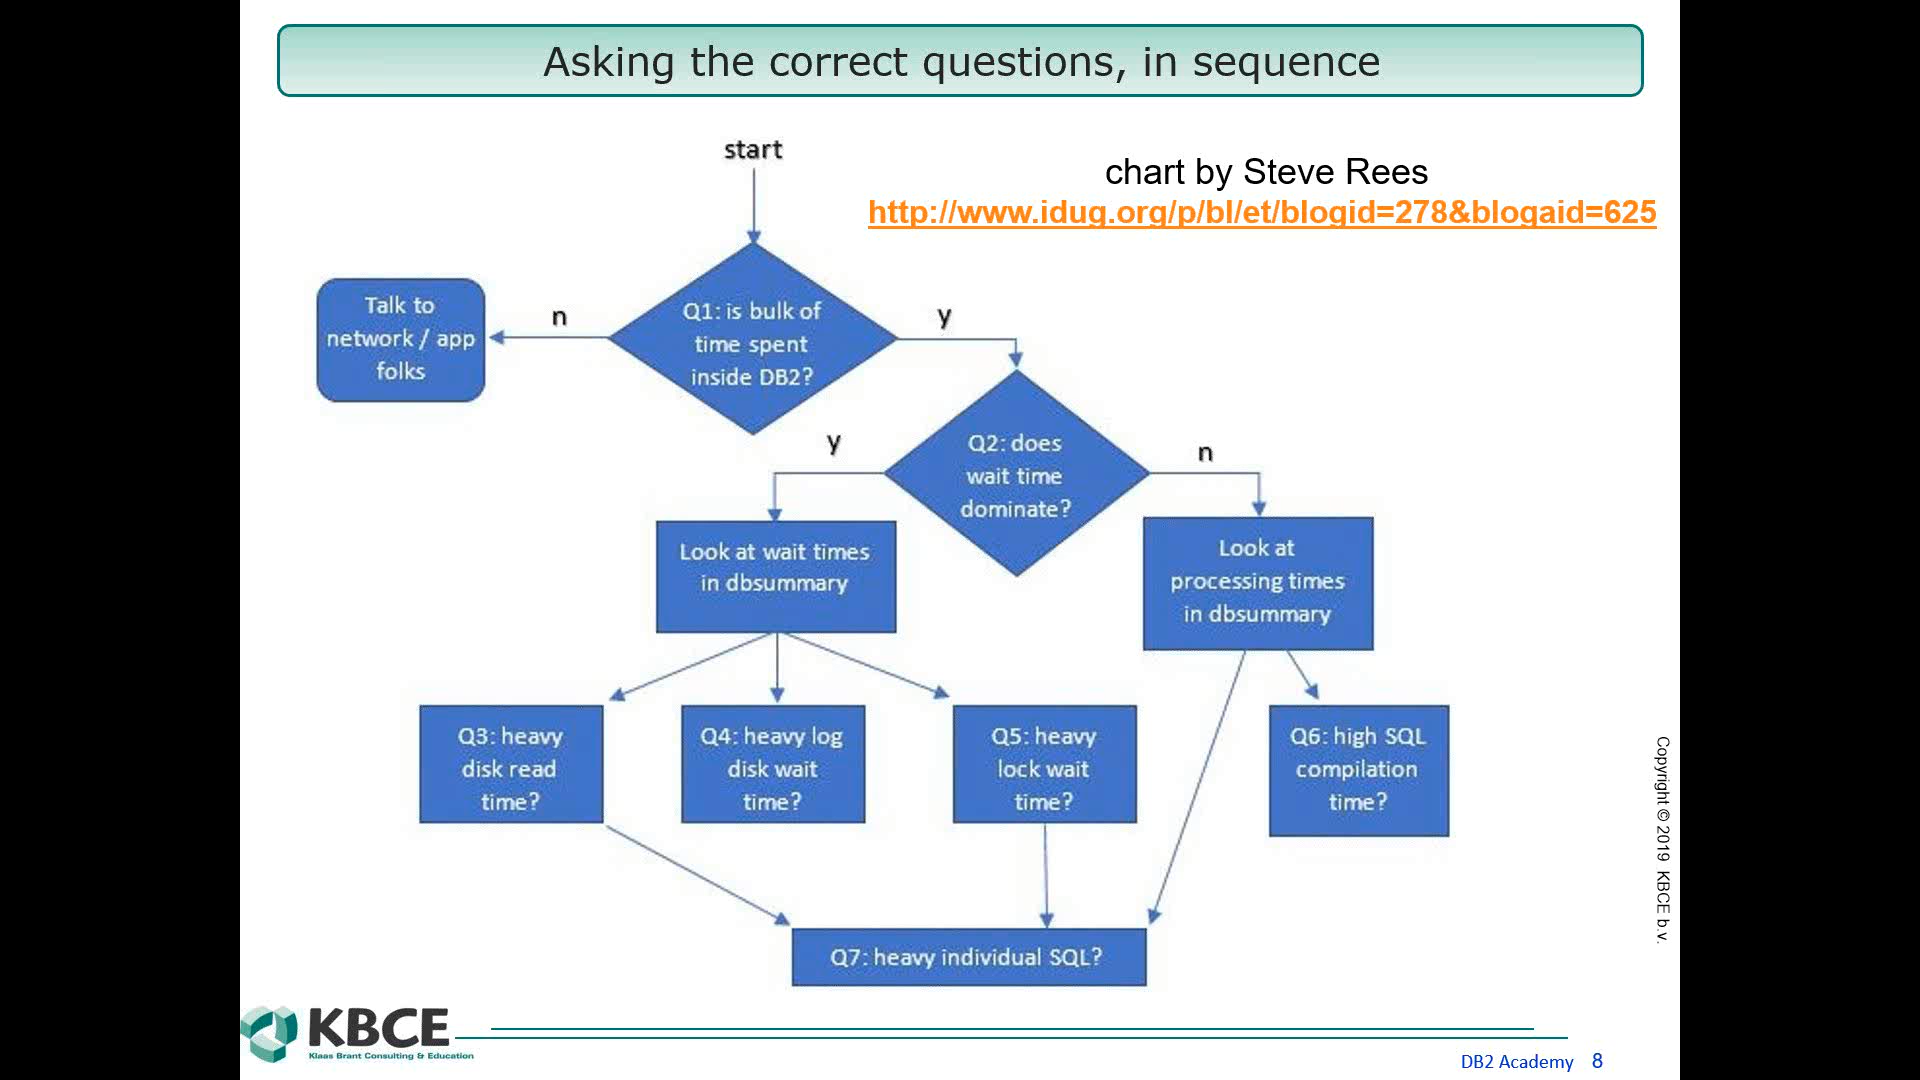 Asking the correct questions, in sequence
start
chart by Steve Rees
http://www.idug.org/p/bl/et/blogid=278&blogaid=625
Talk to
network / app
folks
n
Q1: is bulk of
time spent
inside DB2?
y
y
Q2: does
wait time
dominate?
n
Look at wait times
in dbsummary
Look at
processing times
in dbsummary
Q3: heavy
disk read
time?
Q4: heavy log
disk wait
time?
Q5: heavy
lock wait
time?
Q6: high SQL
compilation
time?
Q7: heavy individual SQL?
Copyright © 2019 KBCE b.v.
KBCE
Klaas Brant Consulting & Education
DB2 Academy 8